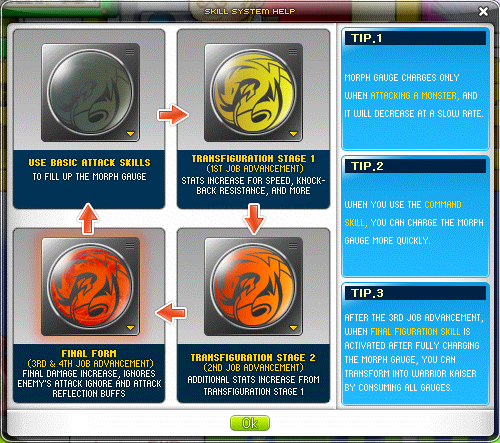 SKILL SYSTEM HELP
USE BASIC ATTACK SKILLS
TO FILL UP THE MORPH GAUGE
TRANSFIGURATION STAGE 1
(1ST JOB ADVANCEMENT)
STATS INCREASE FOR SPEED, KNOCK-
BACK RESISTANCE, AND MORE
FINAL FORM
(3RD & 4TH JOB ADVANCEMENT)
FINAL DAMAGE INCREASE, IGNORES
ENEMY'S ATTACK IGNORE AND ATTACK
REFLECTION BUFFS
TRANSFIGURATION STAGE 2
(2ND JOB ADVANCEMENT)
ADDITIONAL STATS INCREASE FROM
TRANSFIGURATION STAGE 1
TIP.1
MORPH GAUGE CHARGES ONLY
WHEN ATTACKING A MONSTER, AND
IT WILL DECREASE AT A SLOW RATE.
TIP.2
WHEN YOU USE THE COMMAND
SKILL, YOU CAN CHARGE THE MORPH
GAUGE MORE QUICKLY.
TIP.3
AFTER THE 3RD JOB ADVANCEMENT,
WHEN FINAL FIGURATION SKILL IS
ACTIVATED AFTER FULLY CHARGING
THE MORPH GAUGE, YOU CAN
TRANSFORM INTO WARRIOR KAISER
BY CONSUMING ALL GAUGES.
Ok